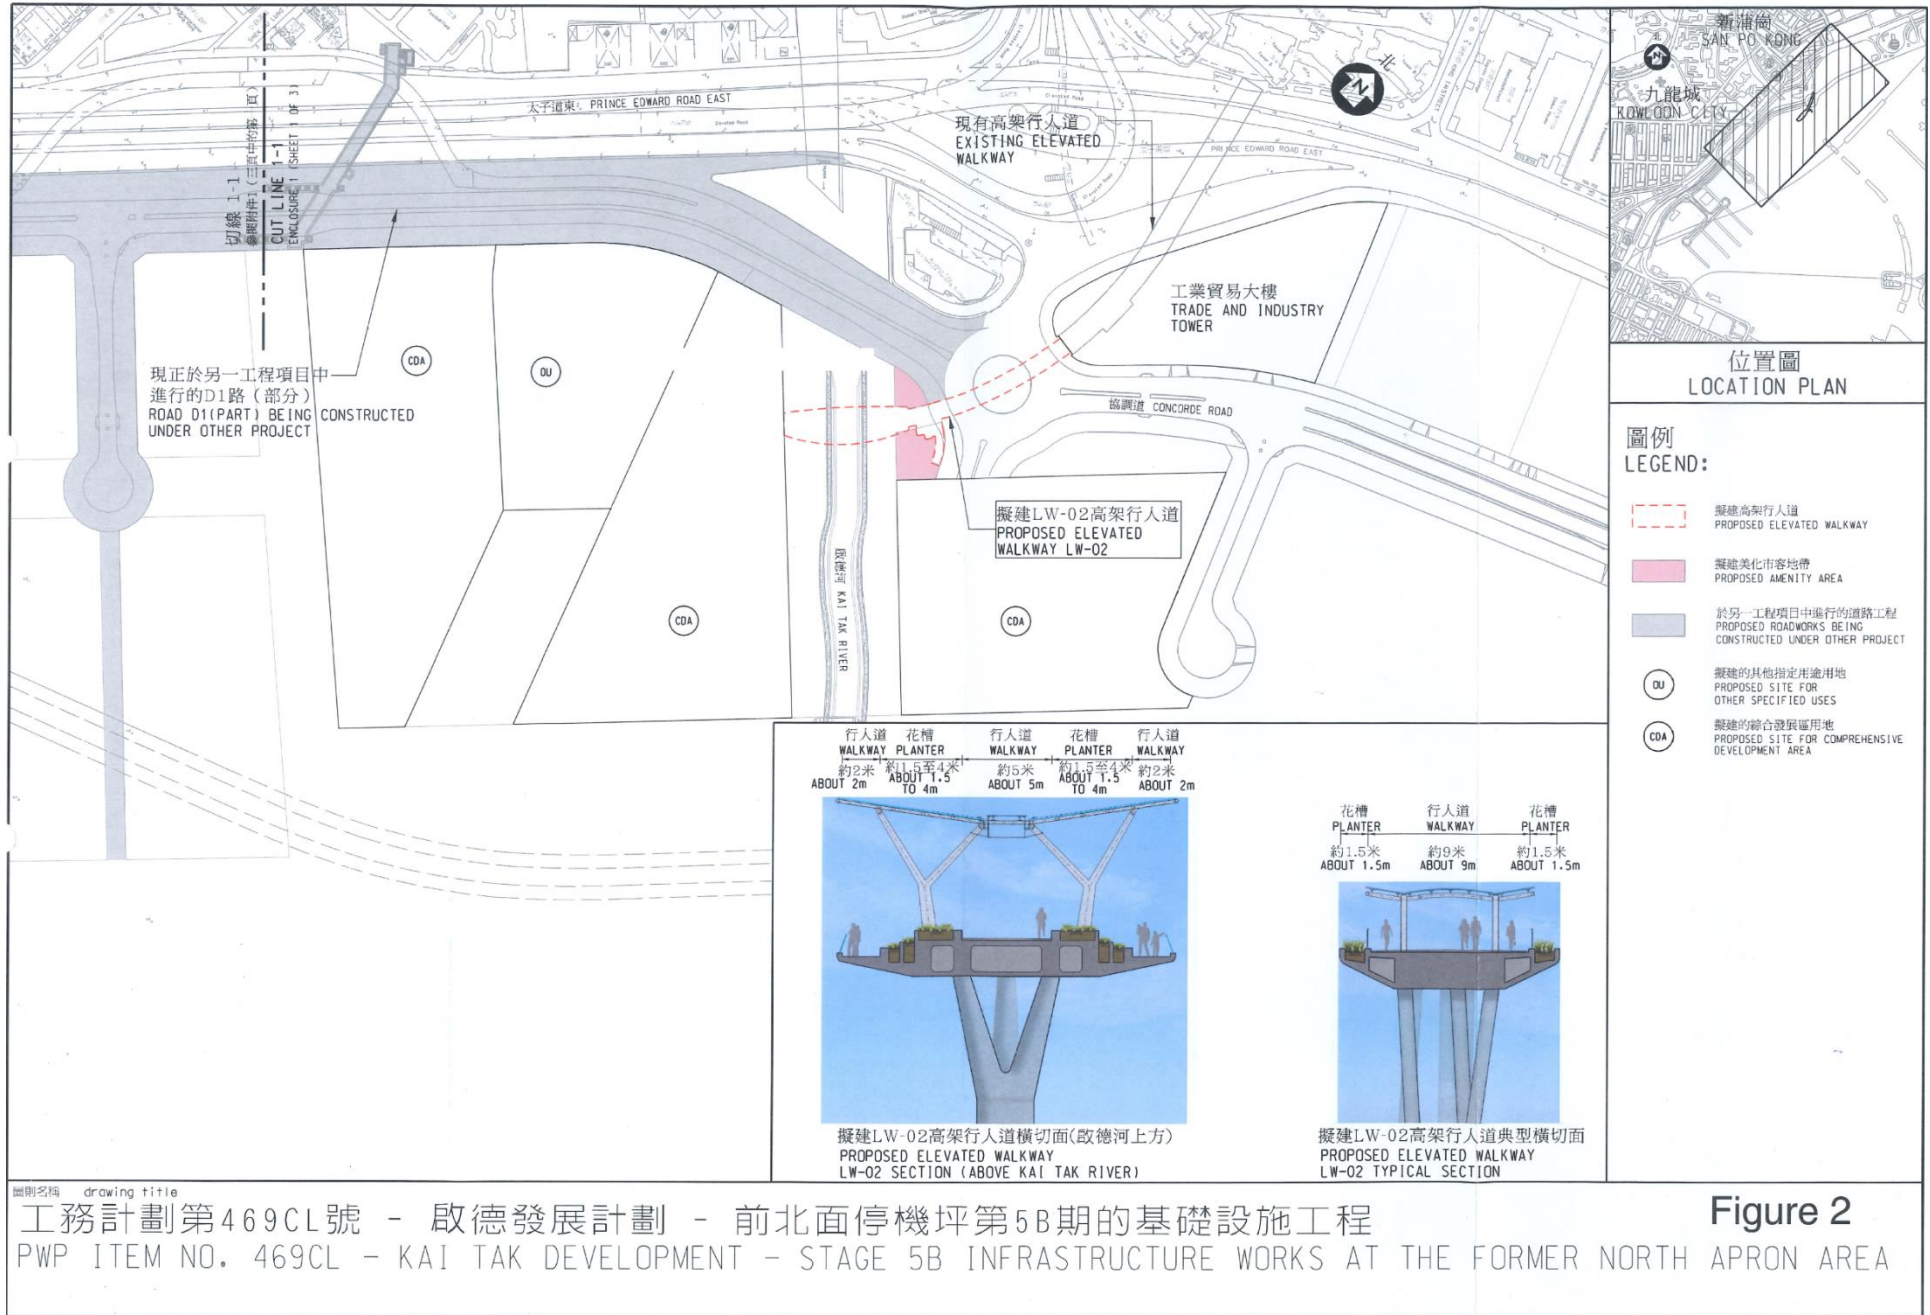 太子道東 PRINCE EDWARD ROAD EAST
現有高架行人道
EXISTING ELEVATED
WALKWAY
北
PRINCE EDWARD ROAD EAST
切線 1-1
參閱附件1 (三頁中的第一頁)
CUT LINE 1-1
ENCLOSURE 1 (SHEET 1 OF 3)
工業貿易大樓
TRADE AND INDUSTRY
TOWER
現正於另一工程項目中
進行的D1路 (部分)
ROAD D1(PART) BEING CONSTRUCTED
UNDER OTHER PROJECT
CDA
OU
協調道 CONCORDE ROAD
擬建LW-02高架行人道
PROPOSED ELEVATED
WALKWAY LW-02
啟德河 KAI TAK RIVER
CDA
CDA
新蒲崗
SAN PO KONG
北
九龍城
KOWLOON CITY
位置圖
LOCATION PLAN
圖例
LEGEND:
擬建高架行人道
PROPOSED ELEVATED WALKWAY
擬建美化市容地帶
PROPOSED AMENITY AREA
於另一工程項目中進行的道路工程
PROPOSED ROADWORKS BEING
CONSTRUCTED UNDER OTHER PROJECT
OU
擬建的其他指定用途用地
PROPOSED SITE FOR
OTHER SPECIFIED USES
CDA
擬建的綜合發展區用地
PROPOSED SITE FOR COMPREHENSIVE
DEVELOPMENT AREA
行人道 花槽 行人道 花槽 行人道
WALKWAY PLANTER WALKWAY PLANTER WALKWAY
約2米 約1.5至4米 約5米 約1.5至4米 約2米
ABOUT 2m ABOUT 1.5 TO 4m ABOUT 5m ABOUT 1.5 TO 4m ABOUT 2m
擬建LW-02高架行人道橫切面(啟德河上方)
PROPOSED ELEVATED WALKWAY
LW-02 SECTION (ABOVE KAI TAK RIVER)
花槽 行人道 花槽
PLANTER WALKWAY PLANTER
約1.5米 約9米 約1.5米
ABOUT 1.5m ABOUT 9m ABOUT 1.5m
擬建LW-02高架行人道典型橫切面
PROPOSED ELEVATED WALKWAY
LW-02 TYPICAL SECTION
圖則名稱 drawing title
工務計劃第469CL號 - 啟德發展計劃 - 前北面停機坪第5B期的基礎設施工程
PWP ITEM NO. 469CL - KAI TAK DEVELOPMENT - STAGE 5B INFRASTRUCTURE WORKS AT THE FORMER NORTH APRON AREA
Figure 2